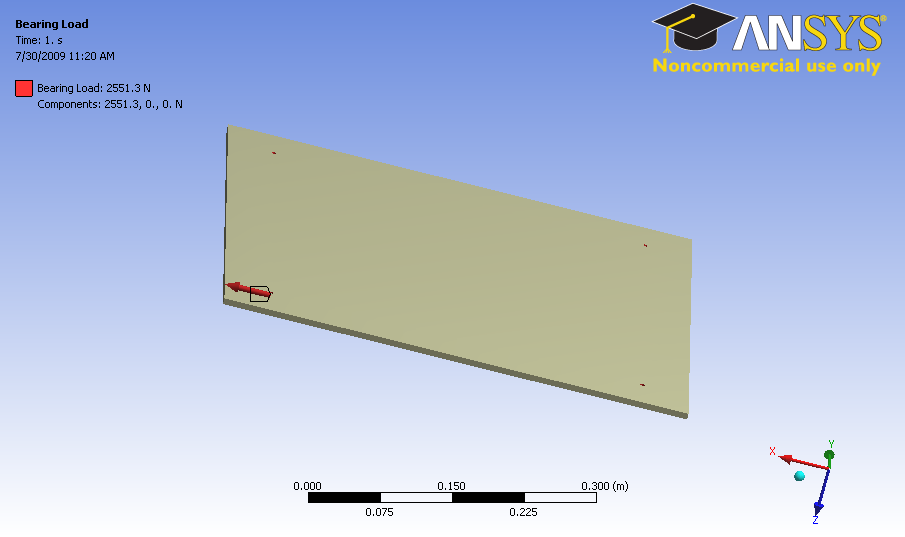 Bearing Load
Time: 1. s
7/30/2009 11:20 AM
Bearing Load: 2551.3 N
Components: 2551.3, 0., 0. N
ANSYS®
Noncommercial use only
0.000 0.150 0.300 (m)
0.075 0.225
Y
X
Z